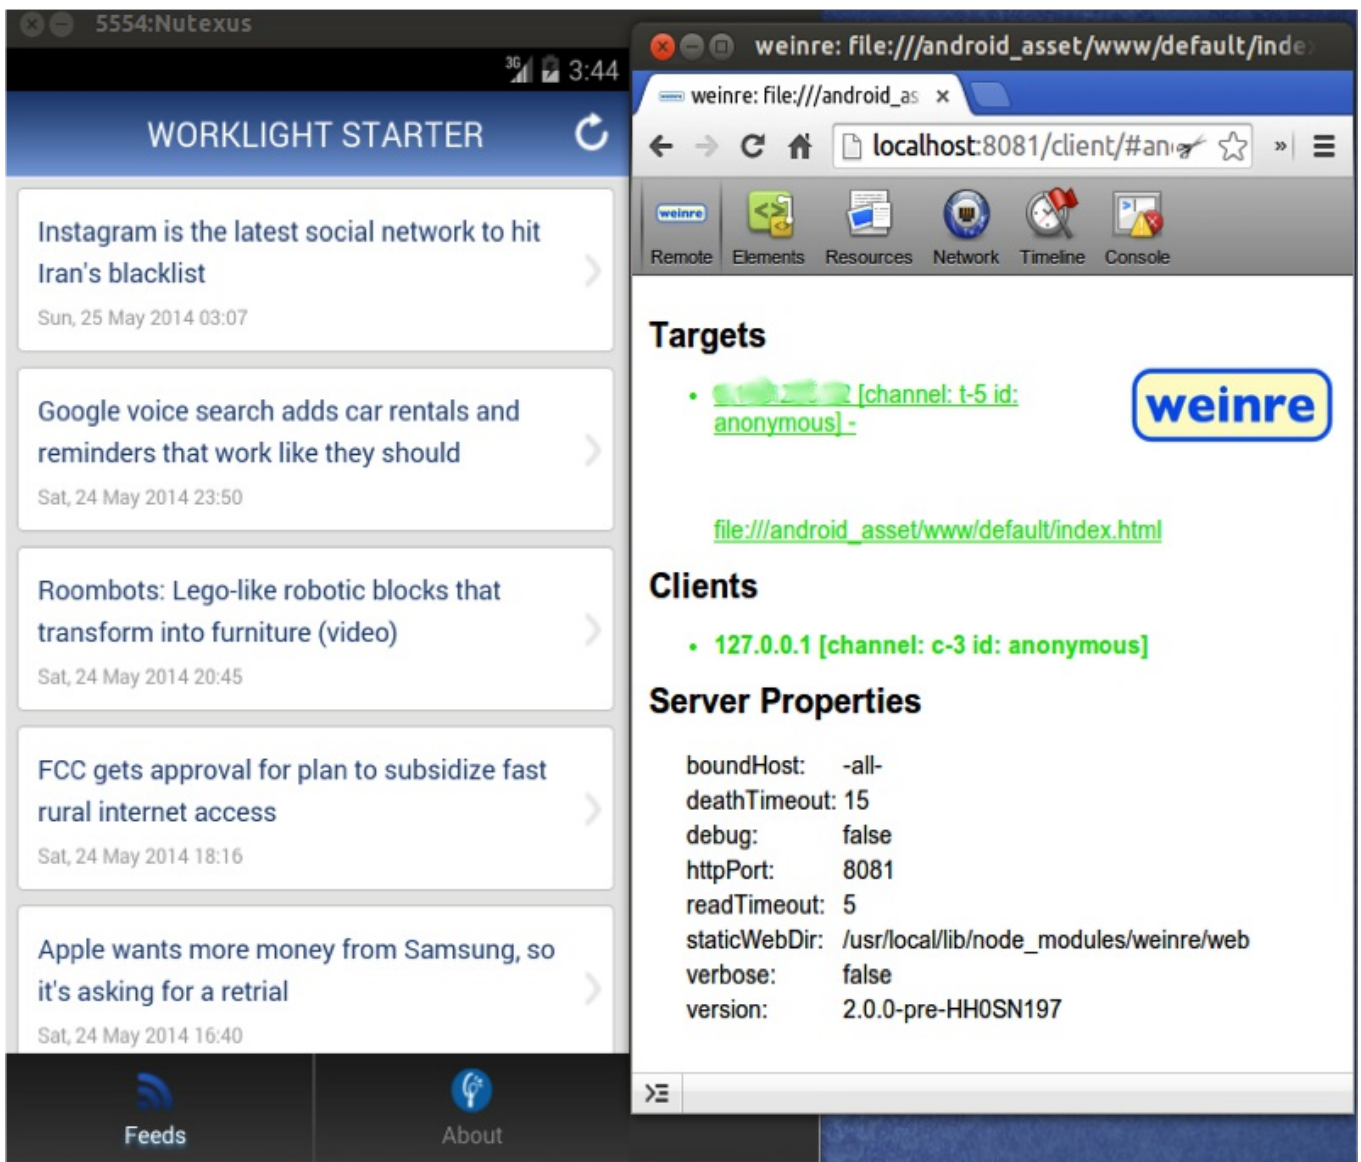 5554:Nutexus
3G 3:44
WORKLIGHT STARTER
Instagram is the latest social network to hit
Iran's blacklist
Sun, 25 May 2014 03:07
Google voice search adds car rentals and
reminders that work like they should
Sat, 24 May 2014 23:50
Roombots: Lego-like robotic blocks that
transform into furniture (video)
Sat, 24 May 2014 20:45
FCC gets approval for plan to subsidize fast
rural internet access
Sat, 24 May 2014 18:16
Apple wants more money from Samsung, so
it's asking for a retrial
Sat, 24 May 2014 16:40
Feeds
About
weinre: file:///android_asset/www/default/inde
weinre: file:///android_as
localhost:8081/client/#an
weinre
Remote Elements Resources Network Timeline Console
Targets
[channel: t-5 id:
anonymous] -
weinre
file:///android_asset/www/default/index.html
Clients
127.0.0.1 [channel: c-3 id: anonymous]
Server Properties
boundHost: -all-
deathTimeout: 15
debug: false
httpPort: 8081
readTimeout: 5
staticWebDir: /usr/local/lib/node_modules/weinre/web
verbose: false
version: 2.0.0-pre-HH0SN197